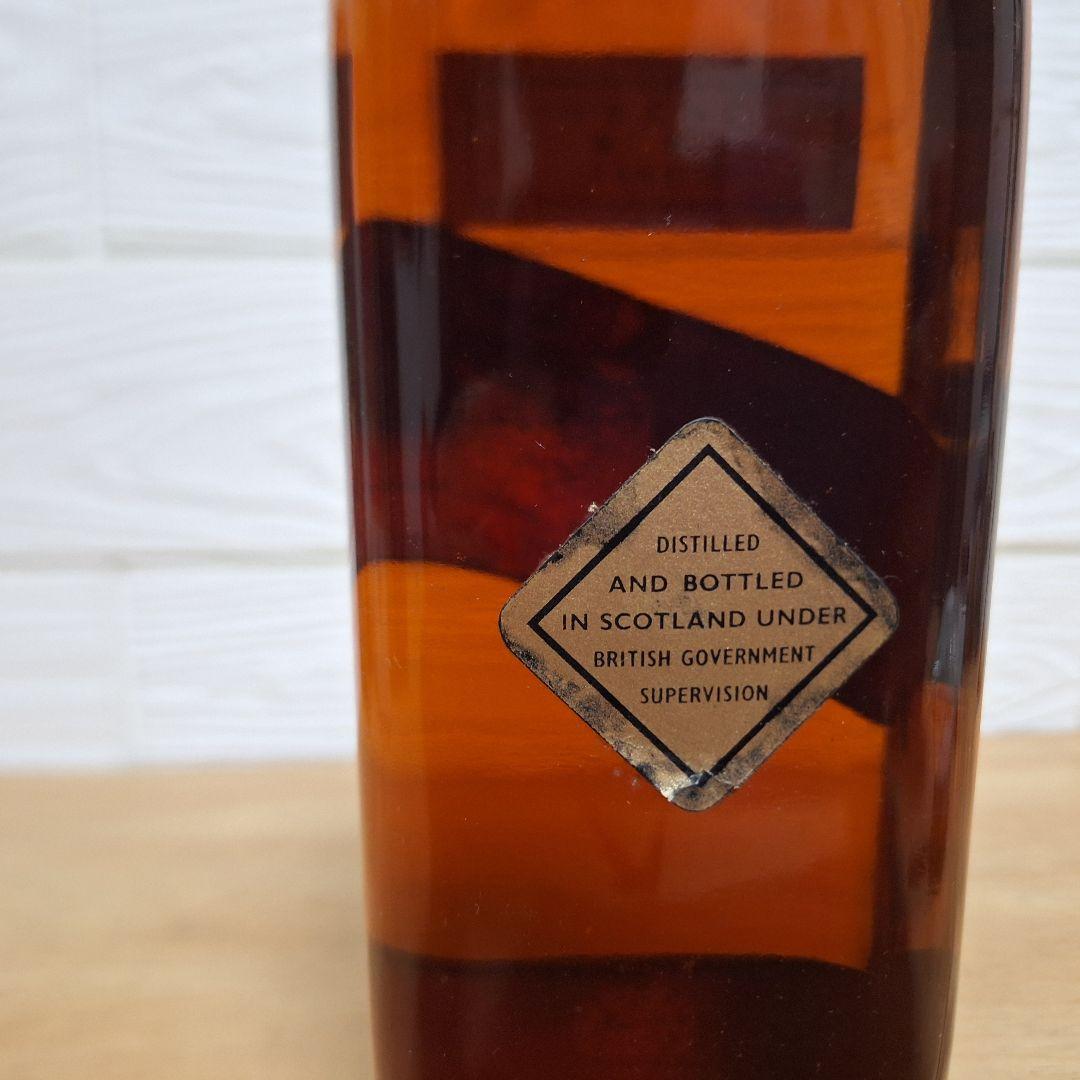 DISTILLED
AND BOTTLED
IN SCOTLAND UNDER
BRITISH GOVERNMENT
SUPERVISION